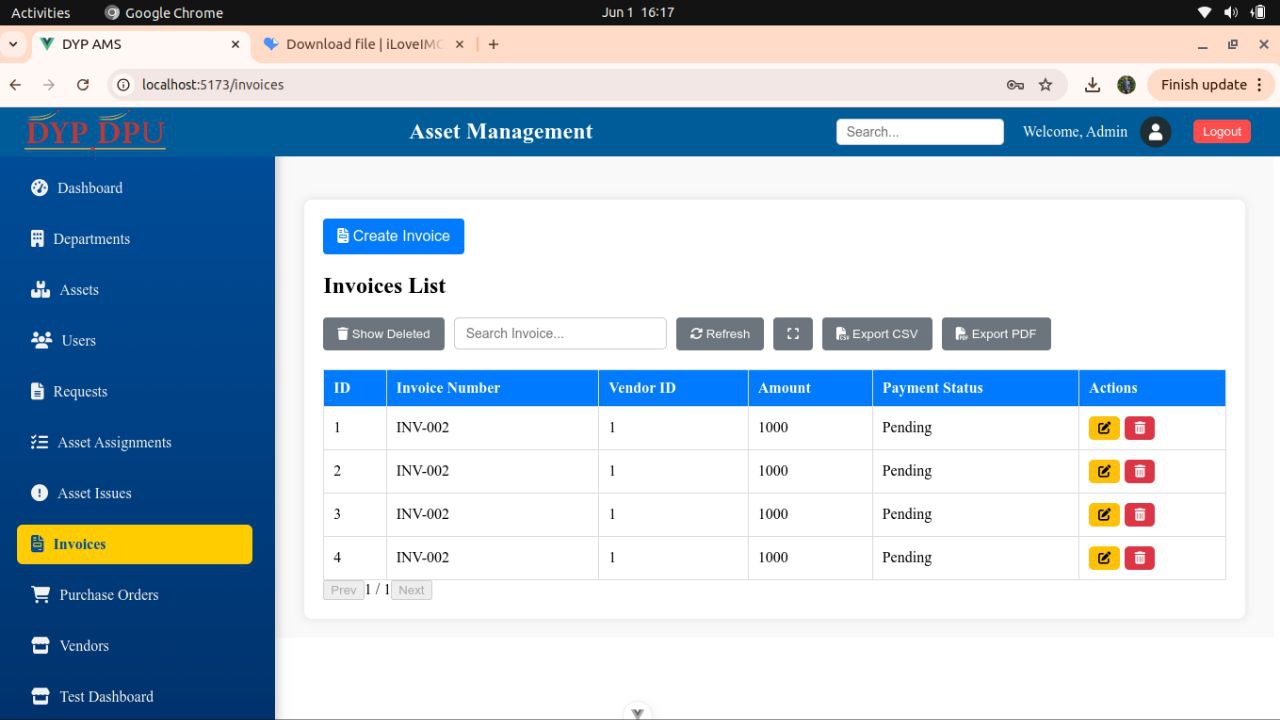 Activities Google Chrome Jun 1 16:17
DYP AMS Download file | iLoveIMG
localhost:5173/invoices Finish update
DYP DPU Asset Management Search... Welcome, Admin Logout
Dashboard
Departments
Assets
Users
Requests
Asset Assignments
Asset Issues
Invoices
Purchase Orders
Vendors
Test Dashboard
Create Invoice
Invoices List
Show Deleted Search Invoice... Refresh Export CSV Export PDF
ID Invoice Number Vendor ID Amount Payment Status Actions
1 INV-002 1 1000 Pending
2 INV-002 1 1000 Pending
3 INV-002 1 1000 Pending
4 INV-002 1 1000 Pending
Prev 1 / 1 Next